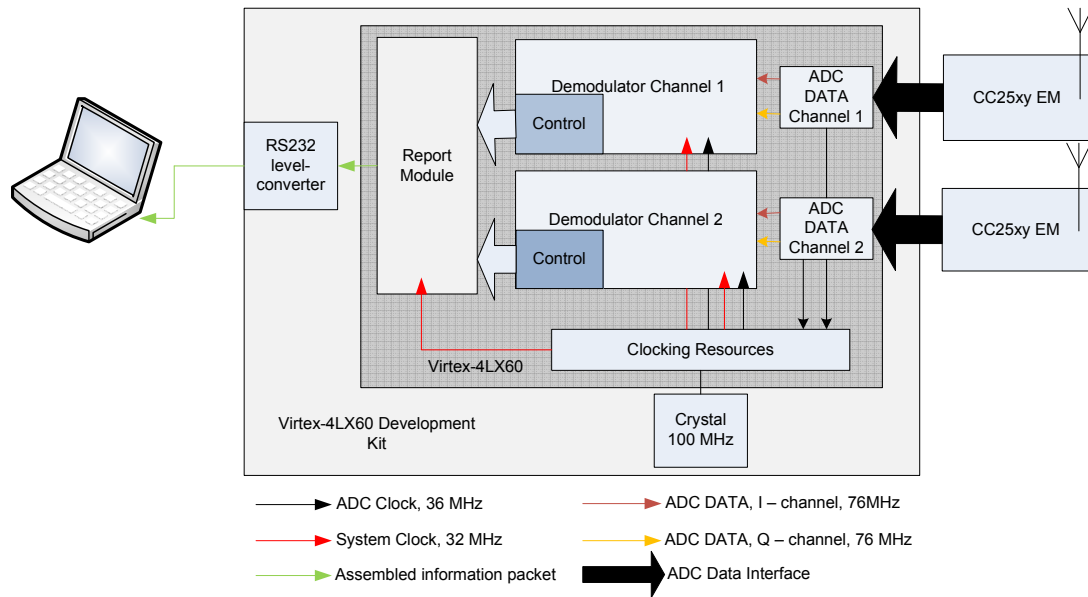 Demodulator Channel 1
Control
ADC
DATA
Channel 1
CC25xy EM
RS232
level-
converter
Report
Module
Demodulator Channel 2
Control
ADC
DATA
Channel 2
CC25xy EM
Clocking Resources
Virtex-4LX60
Crystal
100 MHz
Virtex-4LX60 Development
Kit
ADC Clock, 36 MHz
System Clock, 32 MHz
Assembled information packet
ADC DATA, I – channel, 76MHz
ADC DATA, Q – channel, 76 MHz
ADC Data Interface